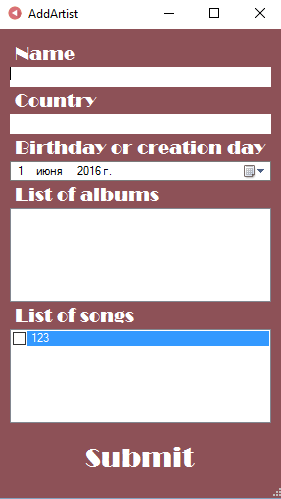 AddArtist
Name
Country
Birthday or creation day
1 июня 2016 г.
List of albums
List of songs
123
Submit